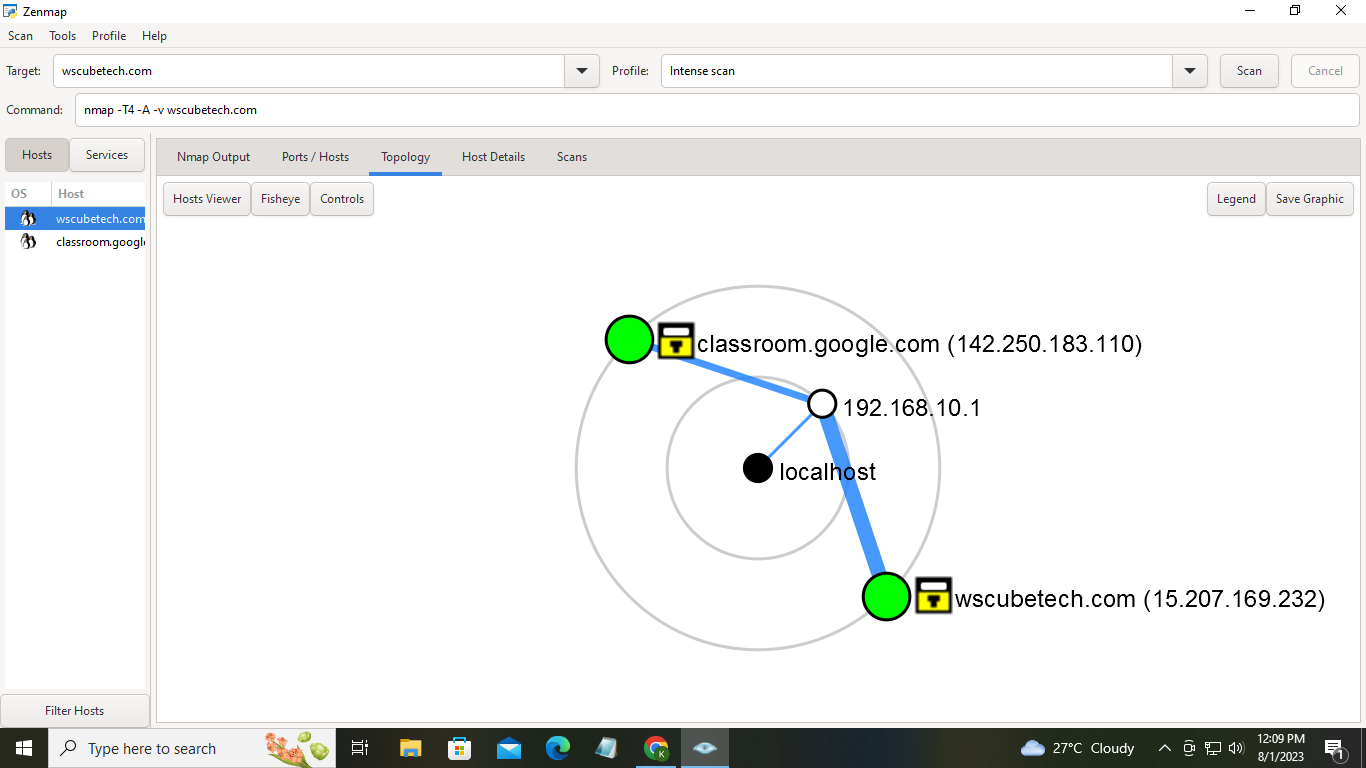 Zenmap
Scan Tools Profile Help
Target: wscubetech.com Profile: Intense scan Scan Cancel
Command: nmap -T4 -A -v wscubetech.com
Hosts Services
Nmap Output Ports / Hosts Topology Host Details Scans
OS Host
wscubetech.com
classroom.googl
Hosts Viewer Fisheye Controls Legend Save Graphic
classroom.google.com (142.250.183.110)
192.168.10.1
localhost
wscubetech.com (15.207.169.232)
Filter Hosts
Type here to search
K
27°C Cloudy
12:09 PM
8/1/2023
1